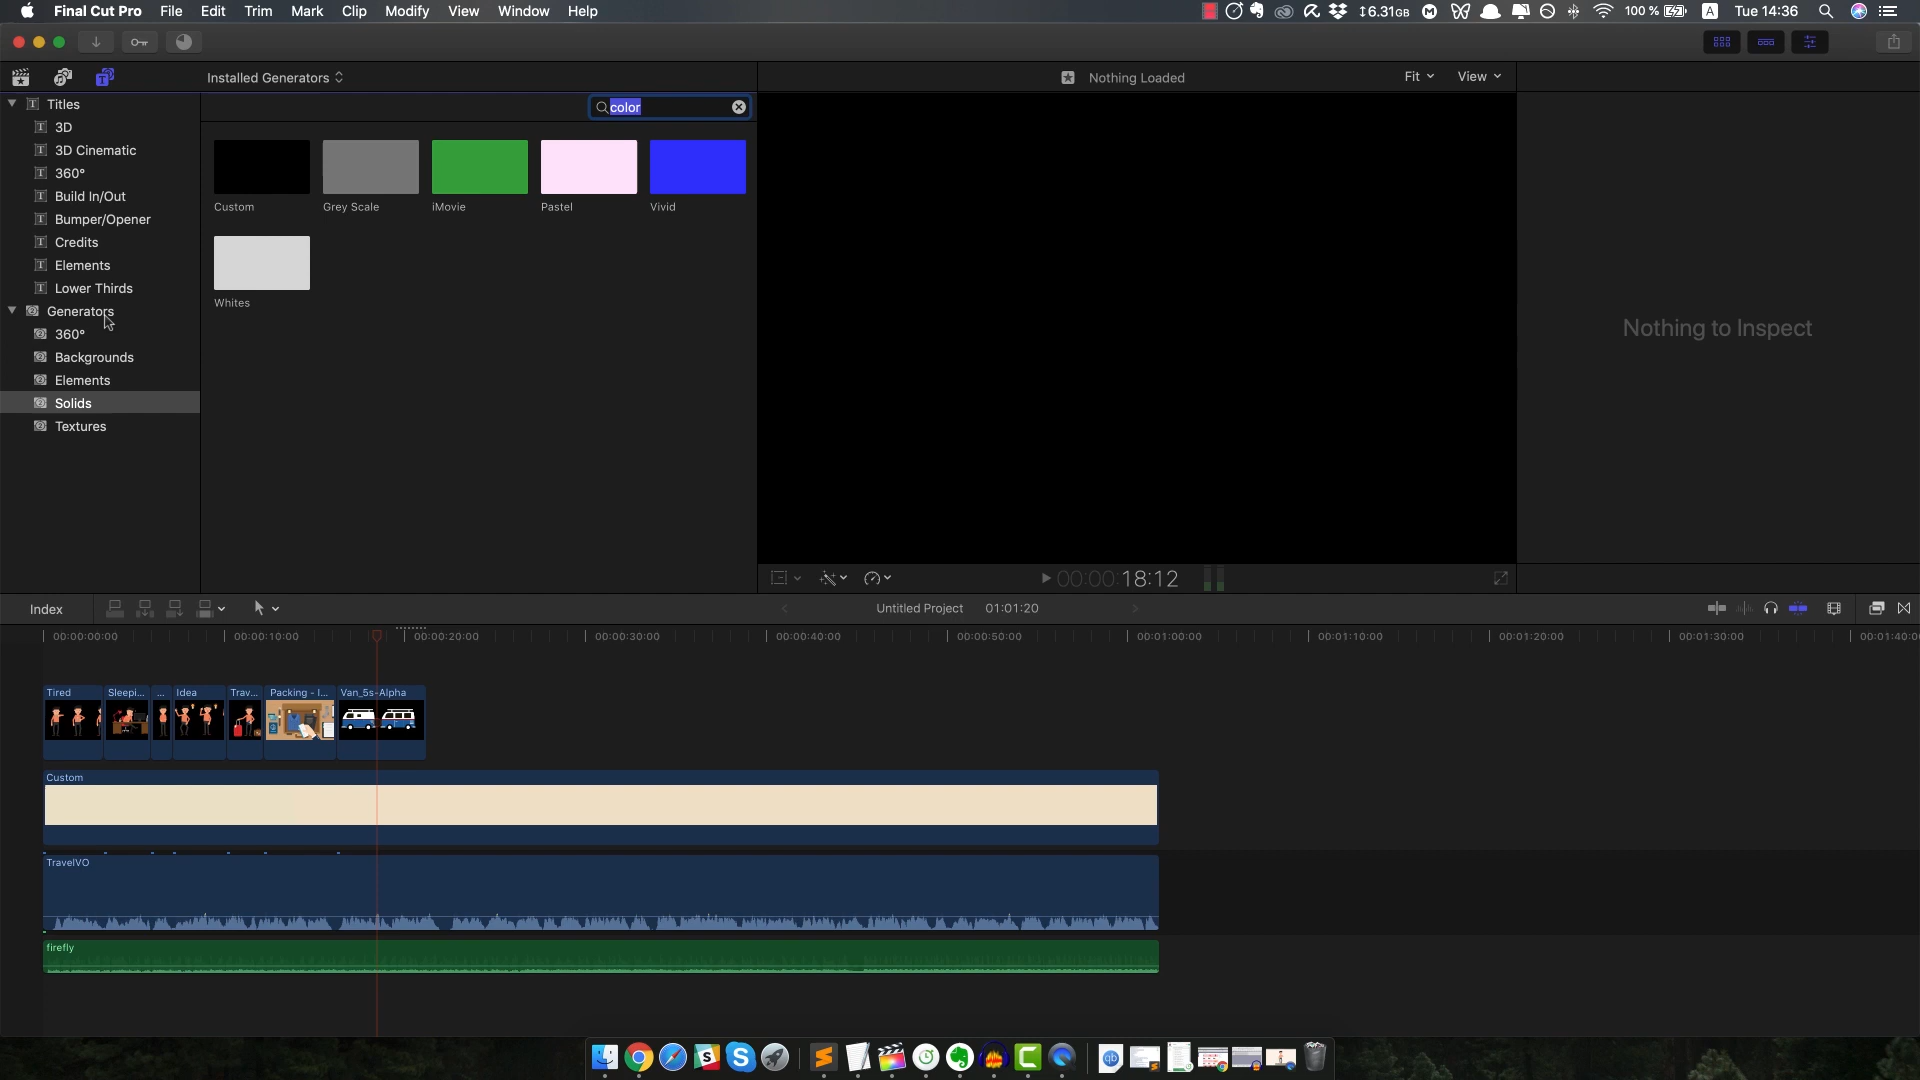 Final Cut Pro File Edit Trim Mark Clip Modify View Window Help
6.31GB 100 % A Tue 14:36
Installed Generators
Nothing Loaded
Fit View
Titles
3D
3D Cinematic
360°
Build In/Out
Bumper/Opener
Credits
Elements
Lower Thirds
Generators
360°
Backgrounds
Elements
Solids
Textures
color
Custom Grey Scale iMovie Pastel Vivid
Whites
Nothing to Inspect
00:00:18:12
Index
Untitled Project 01:01:20
00:00:00:00 00:00:10:00 00:00:20:00 00:00:30:00 00:00:40:00 00:00:50:00 00:01:00:00 00:01:10:00 00:01:20:00 00:01:30:00 00:01:40:0
Tired Sleepi... ... Idea Trav... Packing - I... Van_5s-Alpha
Custom
TravelVO
firefly
qb